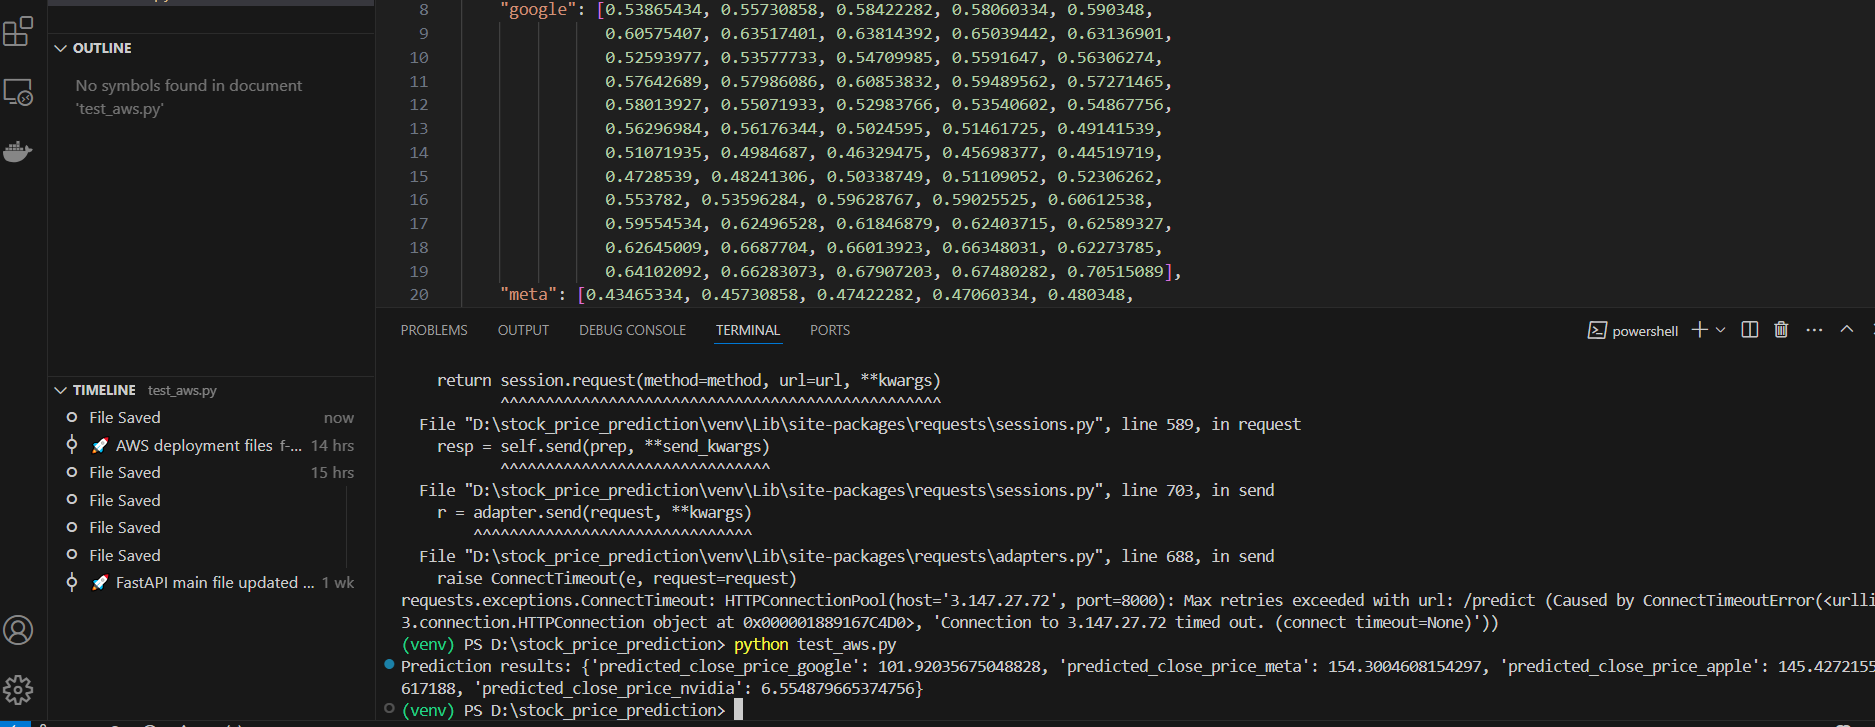 OUTLINE
No symbols found in document
'test_aws.py'
TIMELINE test_aws.py
File Saved now
🚀 AWS deployment files f-... 14 hrs
File Saved 15 hrs
File Saved
File Saved
File Saved
🚀 FastAPI main file updated ... 1 wk
8 "google": [0.53865434, 0.55730858, 0.58422282, 0.58060334, 0.590348,
9 0.60575407, 0.63517401, 0.63814392, 0.65039442, 0.63136901,
10 0.52593977, 0.53577733, 0.54709985, 0.5591647, 0.56306274,
11 0.57642689, 0.57986086, 0.60853832, 0.59489562, 0.57271465,
12 0.58013927, 0.55071933, 0.52983766, 0.53540602, 0.54867756,
13 0.56296984, 0.56176344, 0.5024595, 0.51461725, 0.49141539,
14 0.51071935, 0.4984687, 0.46329475, 0.45698377, 0.44519719,
15 0.4728539, 0.48241306, 0.50338749, 0.51109052, 0.52306262,
16 0.553782, 0.53596284, 0.59628767, 0.59025525, 0.60612538,
17 0.59554534, 0.62496528, 0.61846879, 0.62403715, 0.62589327,
18 0.62645009, 0.6687704, 0.66013923, 0.66348031, 0.62273785,
19 0.64102092, 0.66283073, 0.67907203, 0.67480282, 0.70515089],
20 "meta": [0.43465334, 0.45730858, 0.47422282, 0.47060334, 0.480348,
PROBLEMS OUTPUT DEBUG CONSOLE TERMINAL PORTS powershell
return session.request(method=method, url=url, **kwargs)
^^^^^^^^^^^^^^^^^^^^^^^^^^^^^^^^^^^^^^^^^^^^^^^^^
File "D:\stock_price_prediction\venv\Lib\site-packages\requests\sessions.py", line 589, in request
resp = self.send(prep, **send_kwargs)
^^^^^^^^^^^^^^^^^^^^^^^^^^^^^^
File "D:\stock_price_prediction\venv\Lib\site-packages\requests\sessions.py", line 703, in send
r = adapter.send(request, **kwargs)
^^^^^^^^^^^^^^^^^^^^^^^^^^^^^^^
File "D:\stock_price_prediction\venv\Lib\site-packages\requests\adapters.py", line 688, in send
raise ConnectTimeout(e, request=request)
requests.exceptions.ConnectTimeout: HTTPConnectionPool(host='3.147.27.72', port=8000): Max retries exceeded with url: /predict (Caused by ConnectTimeoutError(<urlli
3.connection.HTTPConnection object at 0x000001889167C4D0>, 'Connection to 3.147.27.72 timed out. (connect timeout=None)'))
(venv) PS D:\stock_price_prediction> python test_aws.py
Prediction results: {'predicted_close_price_google': 101.92035675048828, 'predicted_close_price_meta': 154.3004608154297, 'predicted_close_price_apple': 145.4272155
617188, 'predicted_close_price_nvidia': 6.554879665374756}
(venv) PS D:\stock_price_prediction>